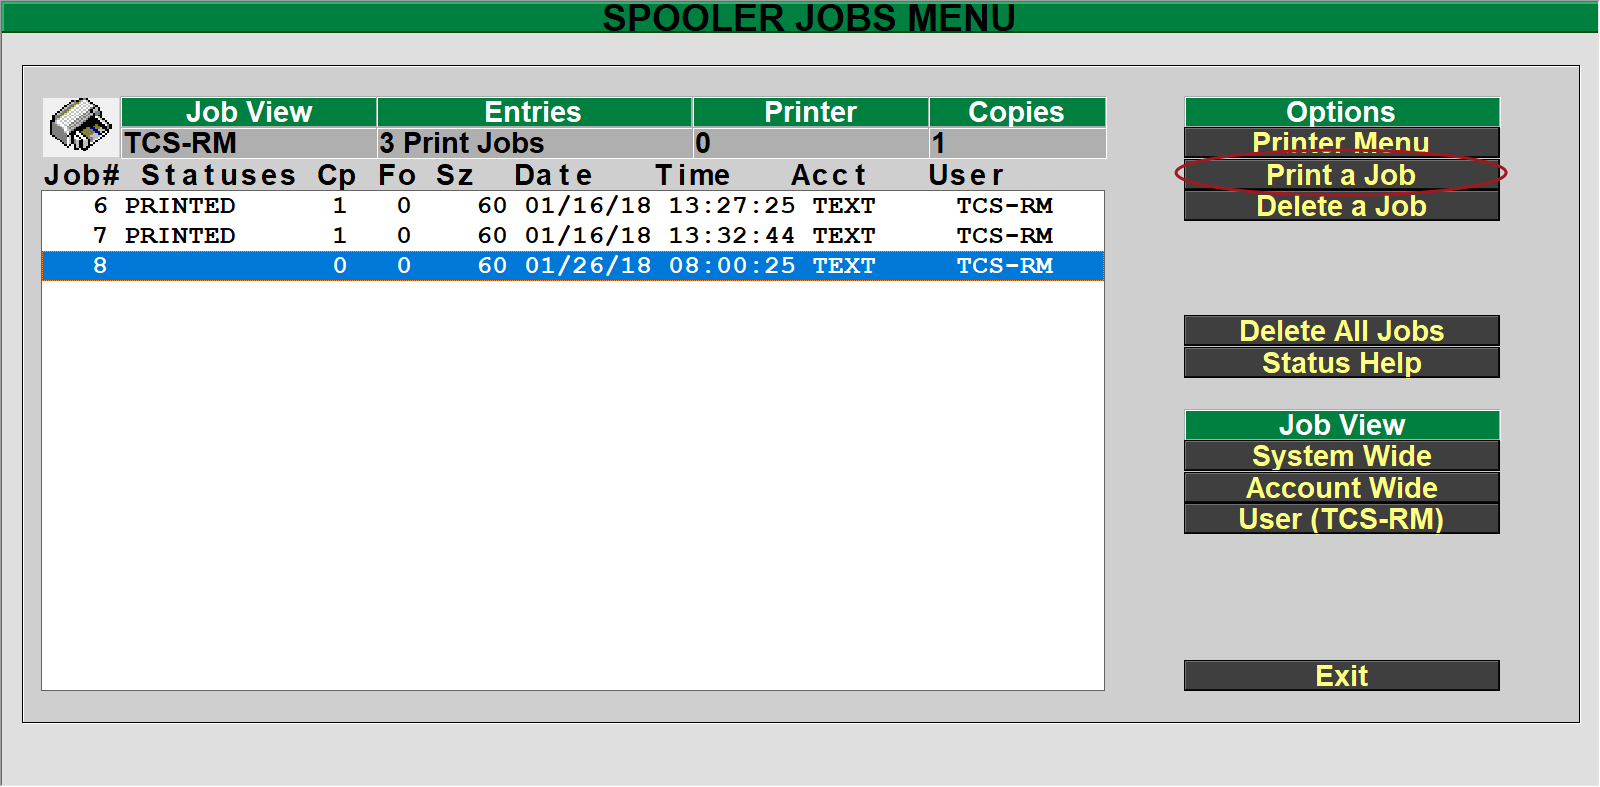 SPOOLER JOBS MENU
Job View Entries Printer Copies
TCS-RM 3 Print Jobs 0 1
Job# Statuses Cp Fo Sz Date Time Acct User
6 PRINTED 1 0 60 01/16/18 13:27:25 TEXT TCS-RM
7 PRINTED 1 0 60 01/16/18 13:32:44 TEXT TCS-RM
8 0 0 60 01/26/18 08:00:25 TEXT TCS-RM
Options
Printer Menu
Print a Job
Delete a Job
Delete All Jobs
Status Help
Job View
System Wide
Account Wide
User (TCS-RM)
Exit